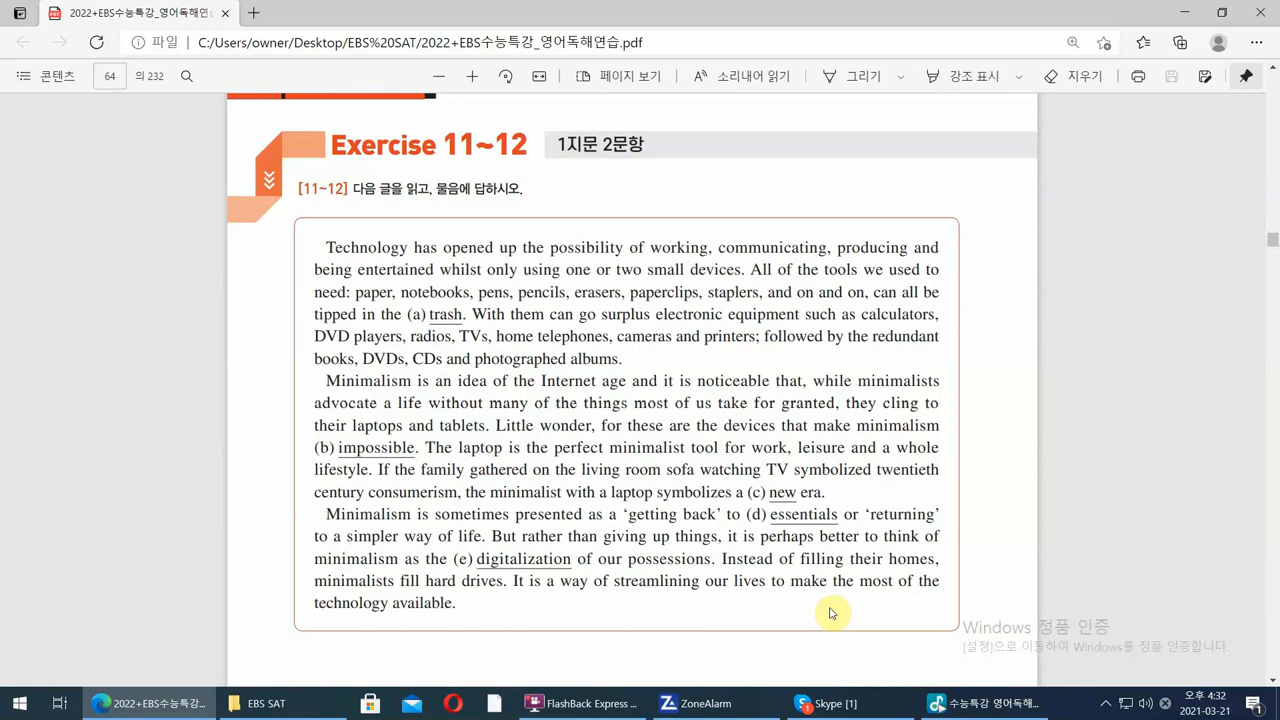 2022+EBS수능특강_영어독해연습
파일 C:/Users/owner/Desktop/EBS%20SAT/2022+EBS수능특강_영어독해연습.pdf
콘텐츠 64 의 232 페이지 보기 소리내어 읽기 그리기 강조 표시 지우기
Exercise 11~12 1지문 2문항
[11~12] 다음 글을 읽고, 물음에 답하시오.
Technology has opened up the possibility of working, communicating, producing and
being entertained whilst only using one or two small devices. All of the tools we used to
need: paper, notebooks, pens, pencils, erasers, paperclips, staplers, and on and on, can all be
tipped in the (a) trash. With them can go surplus electronic equipment such as calculators,
DVD players, radios, TVs, home telephones, cameras and printers; followed by the redundant
books, DVDs, CDs and photographed albums.
Minimalism is an idea of the Internet age and it is noticeable that, while minimalists
advocate a life without many of the things most of us take for granted, they cling to
their laptops and tablets. Little wonder, for these are the devices that make minimalism
(b) impossible. The laptop is the perfect minimalist tool for work, leisure and a whole
lifestyle. If the family gathered on the living room sofa watching TV symbolized twentieth
century consumerism, the minimalist with a laptop symbolizes a (c) new era.
Minimalism is sometimes presented as a ‘getting back’ to (d) essentials or ‘returning’
to a simpler way of life. But rather than giving up things, it is perhaps better to think of
minimalism as the (e) digitalization of our possessions. Instead of filling their homes,
minimalists fill hard drives. It is a way of streamlining our lives to make the most of the
technology available.
Windows 정품 인증
[설정]으로 이동하여 Windows를 정품 인증합니다.
2022+EBS수능특강_... EBS SAT FlashBack Express ... ZoneAlarm Skype [1] 수능특강 영어독해... 오후 4:32
2021-03-21